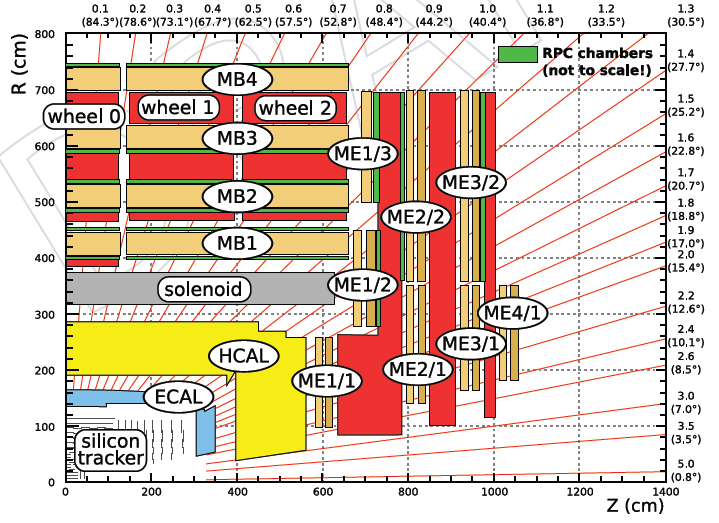 0.1 0.2 0.3 0.4 0.5 0.6 0.7 0.8 0.9 1.0 1.1 1.2 1.3
(84.3°) (78.6°) (73.1°) (67.7°) (62.5°) (57.5°) (52.8°) (48.4°) (44.2°) (40.4°) (36.8°) (33.5°) (30.5°)
R (cm)
800
700
600
500
400
300
200
100
0
RPC chambers
(not to scale!)
MB4
wheel 0
wheel 1
wheel 2
MB3
ME1/3
ME3/2
MB2
ME2/2
MB1
solenoid
ME1/2
ME4/1
HCAL
ME3/1
ME1/1
ME2/1
ECAL
silicon
tracker
1.4
(27.7°)
1.5
(25.2°)
1.6
(22.8°)
1.7
(20.7°)
1.8
(18.8°)
1.9
(17.0°)
2.0
(15.4°)
2.2
(12.6°)
2.4
(10.1°)
2.6
(8.5°)
3.0
(7.0°)
3.5
(3.5°)
5.0
(0.8°)
0 200 400 600 800 1000 1200 1400
Z (cm)